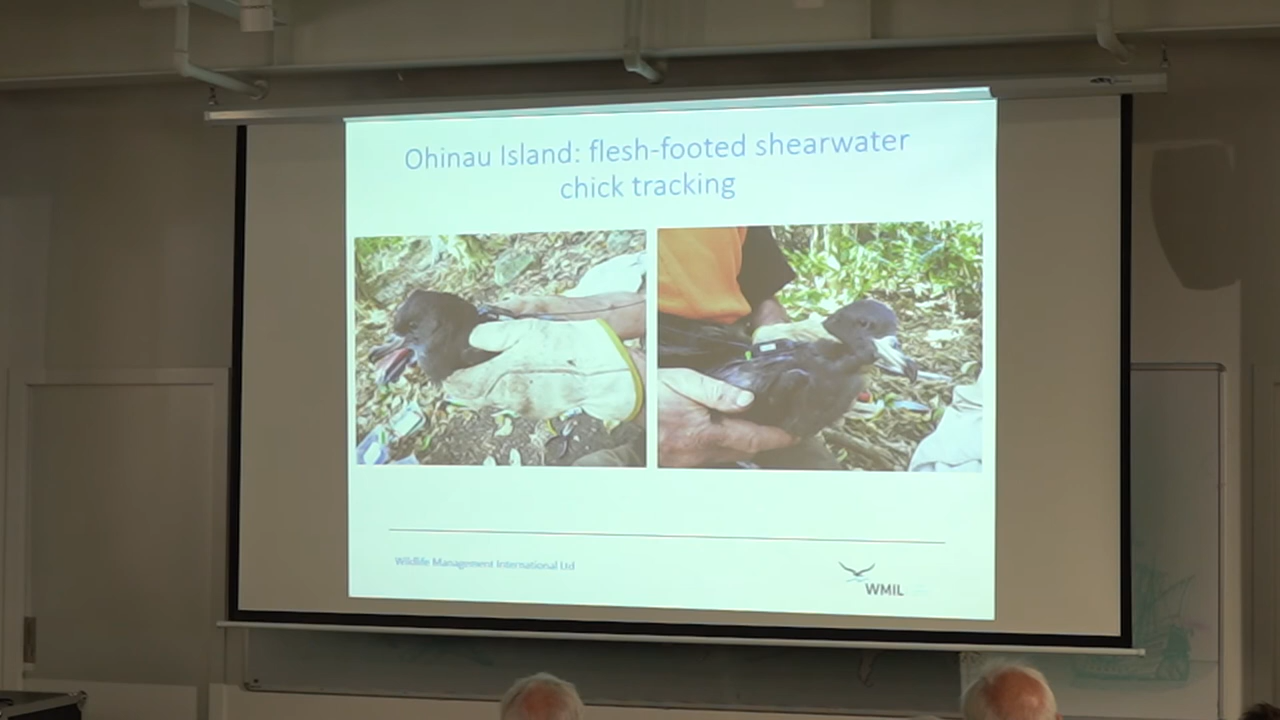 Ohinau Island: flesh-footed shearwater
chick tracking
Wildlife Management International Ltd
WMIL